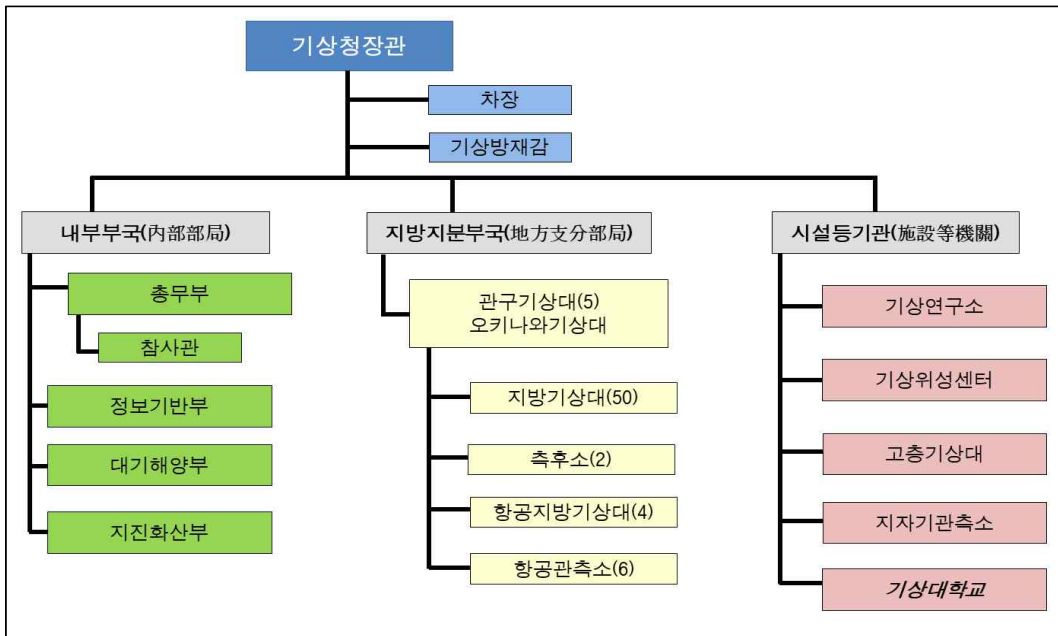 기상청장관
차장
기상방재감
내부부국(內部部局)
총무부
참사관
정보기반부
대기해양부
지진화산부
지방지분부국(地方支分部局)
관구기상대(5)
오키나와기상대
지방기상대(50)
측후소(2)
항공지방기상대(4)
항공관측소(6)
시설등기관(施設等機關)
기상연구소
기상위성센터
고층기상대
지자기관측소
기상대학교